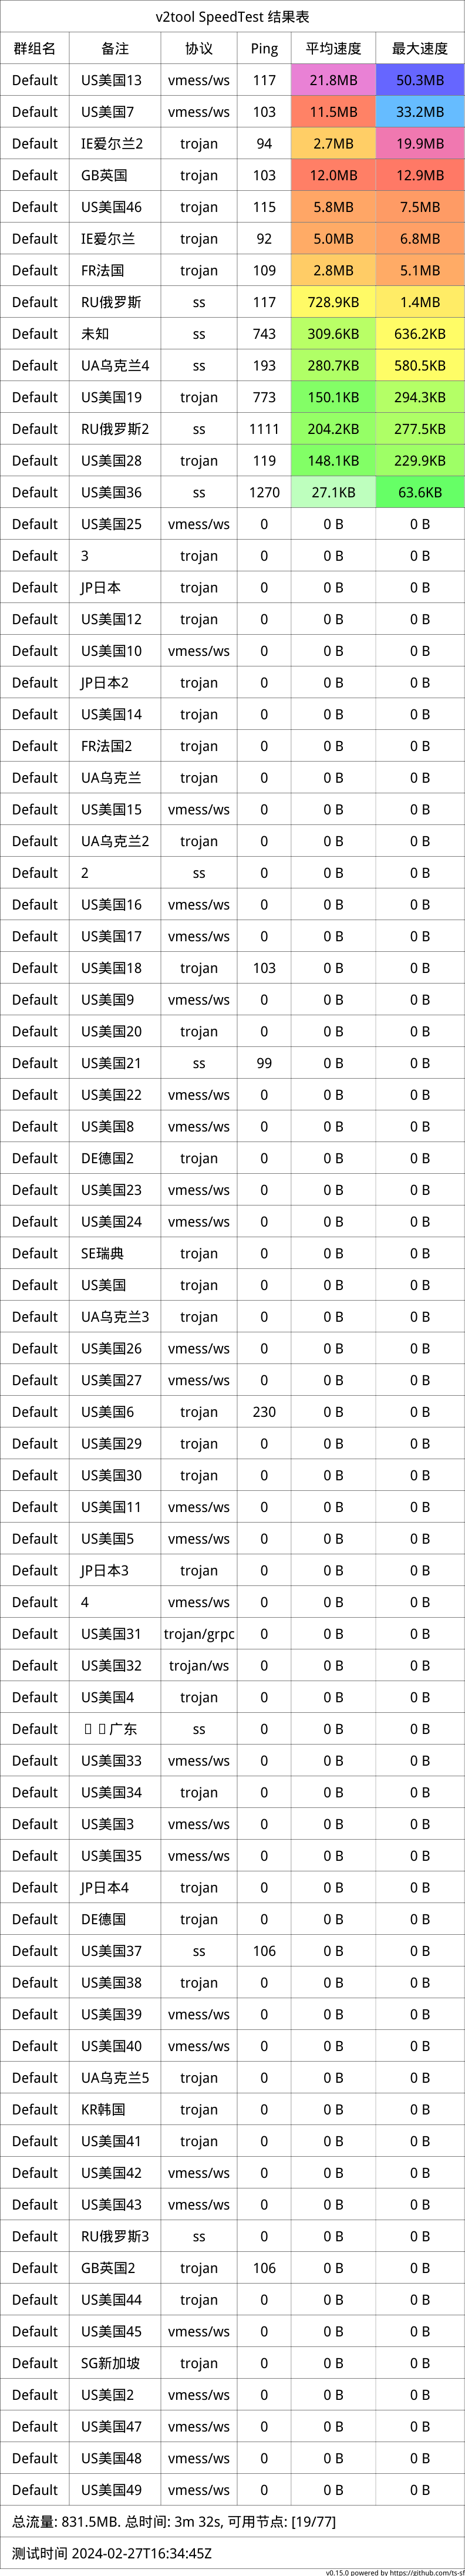 v2tool SpeedTest 结果表
群组名 备注 协议 Ping 平均速度 最大速度
Default US美国13 vmess/ws 117 21.8MB 50.3MB
Default US美国7 vmess/ws 103 11.5MB 33.2MB
Default IE爱尔兰2 trojan 94 2.7MB 19.9MB
Default GB英国 trojan 103 12.0MB 12.9MB
Default US美国46 trojan 115 5.8MB 7.5MB
Default IE爱尔兰 trojan 92 5.0MB 6.8MB
Default FR法国 trojan 109 2.8MB 5.1MB
Default RU俄罗斯 ss 117 728.9KB 1.4MB
Default 未知 ss 743 309.6KB 636.2KB
Default UA乌克兰4 ss 193 280.7KB 580.5KB
Default US美国19 trojan 773 150.1KB 294.3KB
Default RU俄罗斯2 ss 1111 204.2KB 277.5KB
Default US美国28 trojan 119 148.1KB 229.9KB
Default US美国36 ss 1270 27.1KB 63.6KB
Default US美国25 vmess/ws 0 0 B 0 B
Default 3 trojan 0 0 B 0 B
Default JP日本 trojan 0 0 B 0 B
Default US美国12 trojan 0 0 B 0 B
Default US美国10 vmess/ws 0 0 B 0 B
Default JP日本2 trojan 0 0 B 0 B
Default US美国14 trojan 0 0 B 0 B
Default FR法国2 trojan 0 0 B 0 B
Default UA乌克兰 trojan 0 0 B 0 B
Default US美国15 vmess/ws 0 0 B 0 B
Default UA乌克兰2 trojan 0 0 B 0 B
Default 2 ss 0 0 B 0 B
Default US美国16 vmess/ws 0 0 B 0 B
Default US美国17 vmess/ws 0 0 B 0 B
Default US美国18 trojan 103 0 B 0 B
Default US美国9 vmess/ws 0 0 B 0 B
Default US美国20 trojan 0 0 B 0 B
Default US美国21 ss 99 0 B 0 B
Default US美国22 vmess/ws 0 0 B 0 B
Default US美国8 vmess/ws 0 0 B 0 B
Default DE德国2 trojan 0 0 B 0 B
Default US美国23 vmess/ws 0 0 B 0 B
Default US美国24 vmess/ws 0 0 B 0 B
Default SE瑞典 trojan 0 0 B 0 B
Default US美国 trojan 0 0 B 0 B
Default UA乌克兰3 trojan 0 0 B 0 B
Default US美国26 vmess/ws 0 0 B 0 B
Default US美国27 vmess/ws 0 0 B 0 B
Default US美国6 trojan 230 0 B 0 B
Default US美国29 trojan 0 0 B 0 B
Default US美国30 trojan 0 0 B 0 B
Default US美国11 vmess/ws 0 0 B 0 B
Default US美国5 vmess/ws 0 0 B 0 B
Default JP日本3 trojan 0 0 B 0 B
Default 4 vmess/ws 0 0 B 0 B
Default US美国31 trojan/grpc 0 0 B 0 B
Default US美国32 trojan/ws 0 0 B 0 B
Default US美国4 trojan 0 0 B 0 B
Default 广东 ss 0 0 B 0 B
Default US美国33 vmess/ws 0 0 B 0 B
Default US美国34 trojan 0 0 B 0 B
Default US美国3 vmess/ws 0 0 B 0 B
Default US美国35 vmess/ws 0 0 B 0 B
Default JP日本4 trojan 0 0 B 0 B
Default DE德国 trojan 0 0 B 0 B
Default US美国37 ss 106 0 B 0 B
Default US美国38 trojan 0 0 B 0 B
Default US美国39 vmess/ws 0 0 B 0 B
Default US美国40 vmess/ws 0 0 B 0 B
Default UA乌克兰5 trojan 0 0 B 0 B
Default KR韩国 trojan 0 0 B 0 B
Default US美国41 trojan 0 0 B 0 B
Default US美国42 vmess/ws 0 0 B 0 B
Default US美国43 vmess/ws 0 0 B 0 B
Default RU俄罗斯3 ss 0 0 B 0 B
Default GB英国2 trojan 106 0 B 0 B
Default US美国44 trojan 0 0 B 0 B
Default US美国45 vmess/ws 0 0 B 0 B
Default SG新加坡 trojan 0 0 B 0 B
Default US美国2 vmess/ws 0 0 B 0 B
Default US美国47 vmess/ws 0 0 B 0 B
Default US美国48 vmess/ws 0 0 B 0 B
Default US美国49 vmess/ws 0 0 B 0 B
总流量: 831.5MB. 总时间: 3m 32s, 可用节点: [19/77]
测试时间 2024-02-27T16:34:45Z
v0.15.0 powered by https://github.com/ts-sf